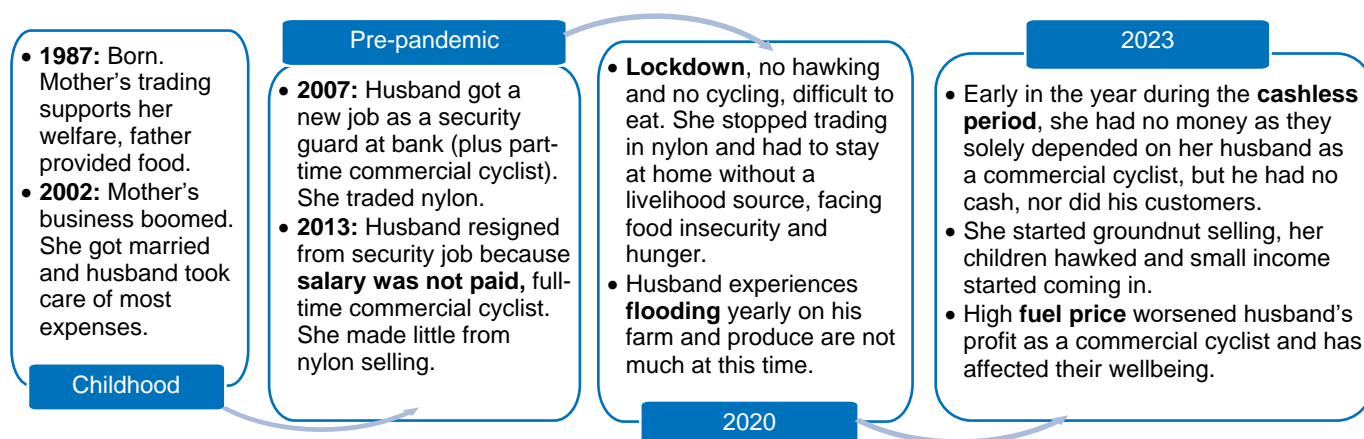 • 1987: Born.
Mother’s trading
supports her
welfare, father
provided food.
• 2002: Mother’s
business boomed.
She got married
and husband took
care of most
expenses.
Childhood
Pre-pandemic
• 2007: Husband got a
new job as a security
guard at bank (plus part-
time commercial cyclist).
She traded nylon.
• 2013: Husband resigned
from security job because
salary was not paid, full-
time commercial cyclist.
She made little from
nylon selling.
• Lockdown, no hawking
and no cycling, difficult to
eat. She stopped trading
in nylon and had to stay
at home without a
livelihood source, facing
food insecurity and
hunger.
• Husband experiences
flooding yearly on his
farm and produce are not
much at this time.
2020
2023
• Early in the year during the cashless
period, she had no money as they
solely depended on her husband as
a commercial cyclist, but he had no
cash, nor did his customers.
• She started groundnut selling, her
children hawked and small income
started coming in.
• High fuel price worsened husband’s
profit as a commercial cyclist and has
affected their wellbeing.